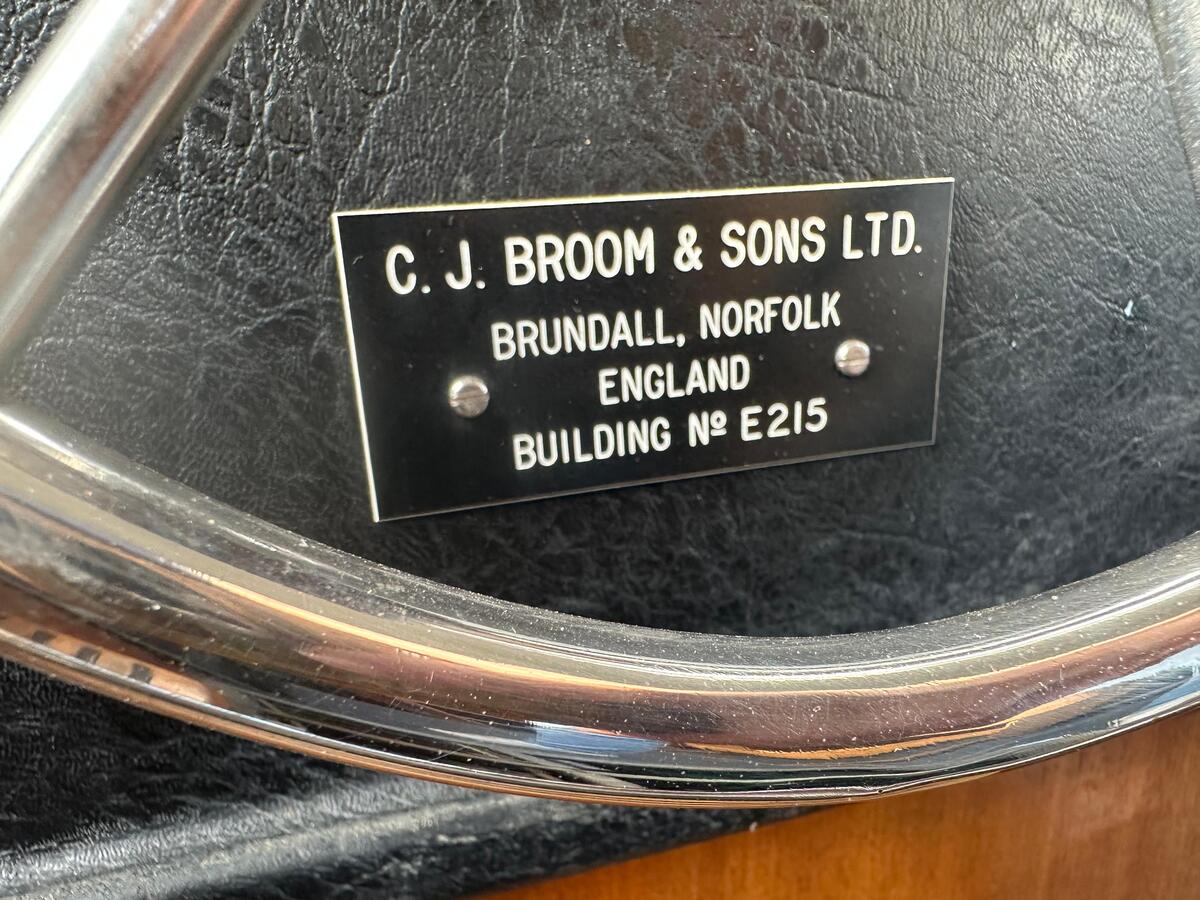 C. J. BROOM & SONS LTD.
BRUNDALL, NORFOLK
ENGLAND
BUILDING Nº E215